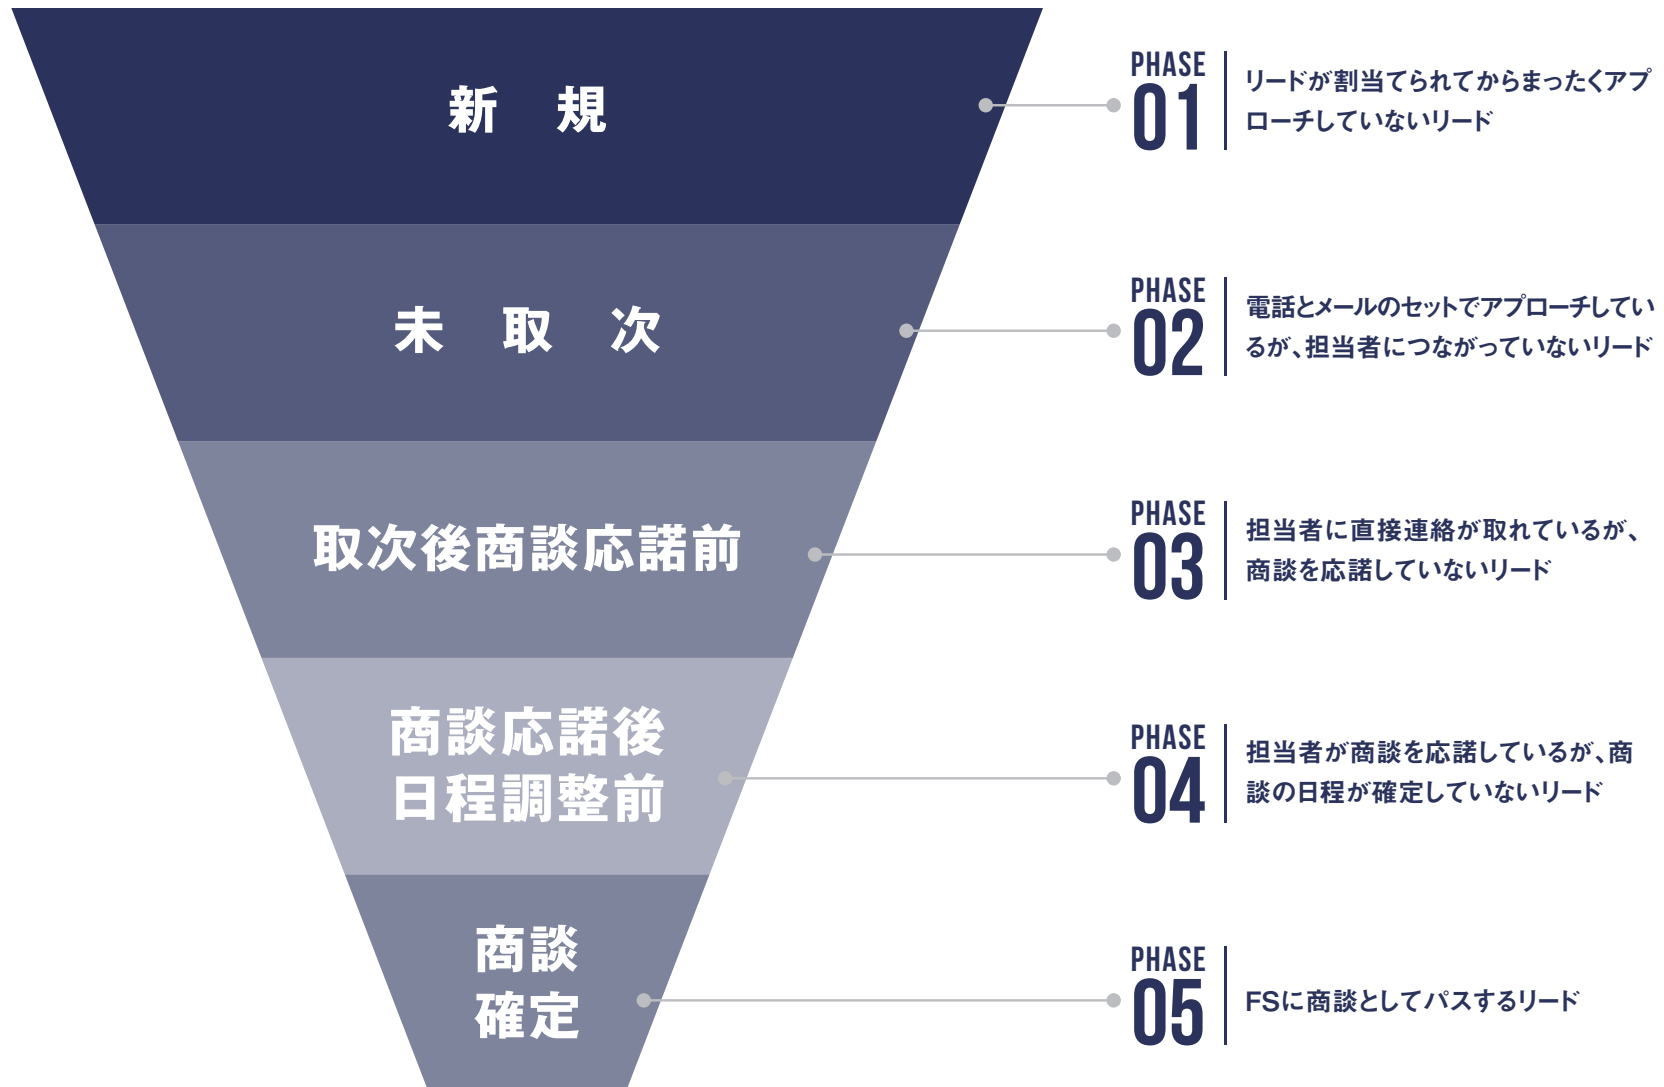 新 規
PHASE
01
リードが割当てられてからまったくアプ
ローチしていないリード
未 取 次
PHASE
02
電話とメールのセットでアプローチしてい
るが、担当者につながっていないリード
取次後商談応諾前
PHASE
03
担当者に直接連絡が取れているが、
商談を応諾していないリード
商談応諾後
日程調整前
PHASE
04
担当者が商談を応諾しているが、商
談の日程が確定していないリード
商談
確定
PHASE
05
FSに商談としてパスするリード